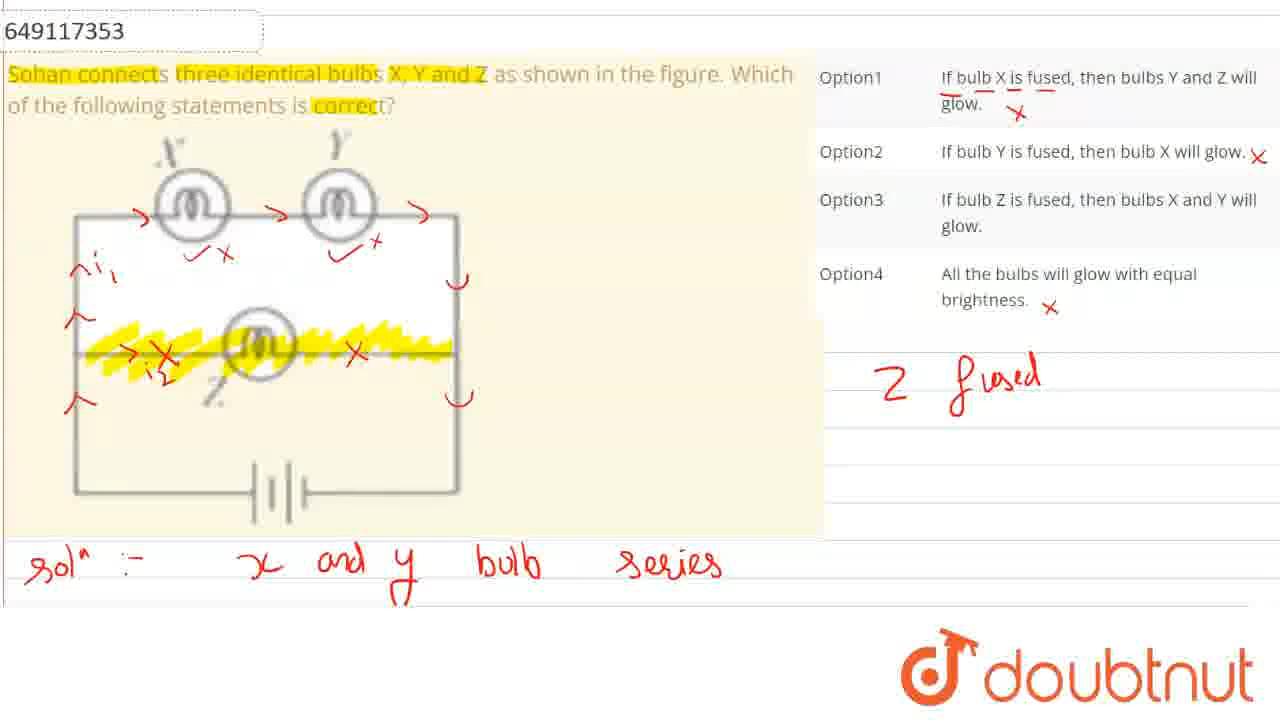 649117353
Sohan connects three identical bulbs X, Y and Z as shown in the figure. Which
of the following statements is correct?
X
Y
i₁
i₂
Z
Option1 If bulb X is fused, then bulbs Y and Z will
glow.
Option2 If bulb Y is fused, then bulb X will glow.
Option3 If bulb Z is fused, then bulbs X and Y will
glow.
Option4 All the bulbs will glow with equal
brightness.
Z fused
solⁿ :- x and y bulb series
doubtnut